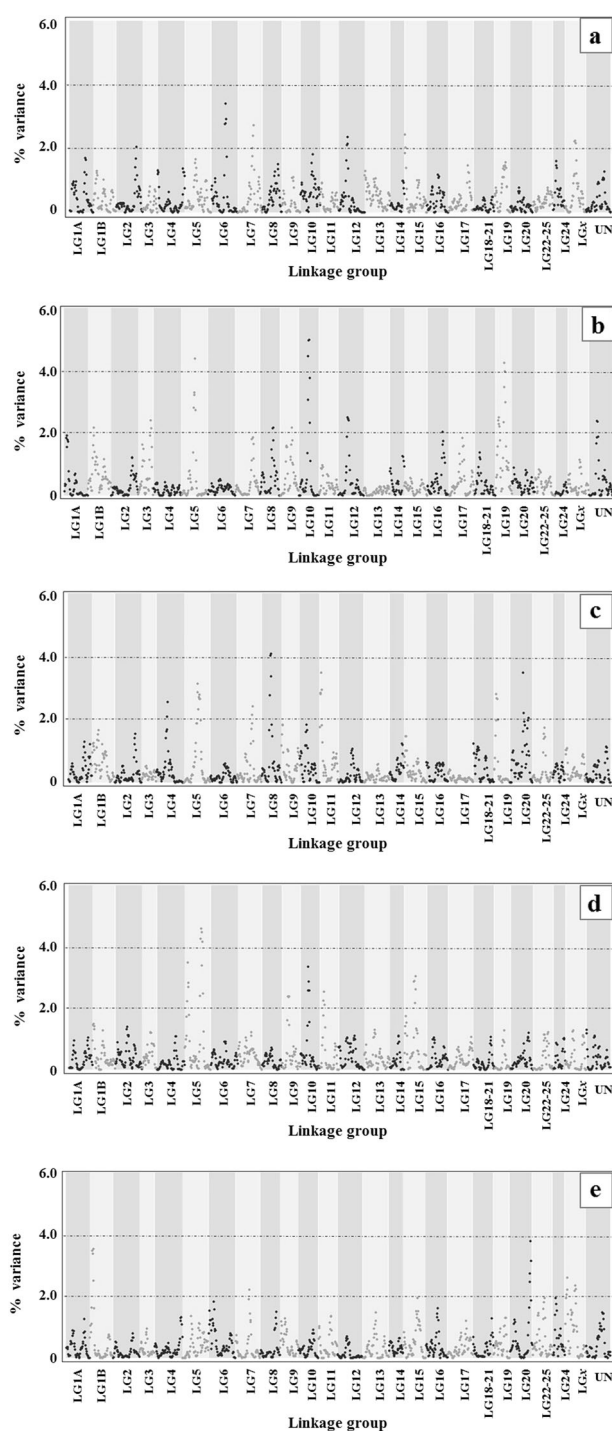 6.0
a
4.0
2.0
0
% variance
LG1A LG1B LG2 LG3 LG4 LG5 LG6 LG7 LG8 LG9 LG10 LG11 LG12 LG13 LG14 LG15 LG16 LG17 LG18-21 LG19 LG20 LG22-25 LG24 LGx UN
Linkage group
6.0
b
4.0
2.0
0
% variance
LG1A LG1B LG2 LG3 LG4 LG5 LG6 LG7 LG8 LG9 LG10 LG11 LG12 LG13 LG14 LG15 LG16 LG17 LG18-21 LG19 LG20 LG22-25 LG24 LGx UN
Linkage group
6.0
c
4.0
2.0
0
% variance
LG1A LG1B LG2 LG3 LG4 LG5 LG6 LG7 LG8 LG9 LG10 LG11 LG12 LG13 LG14 LG15 LG16 LG17 LG18-21 LG19 LG20 LG22-25 LG24 LGx UN
Linkage group
6.0
d
4.0
2.0
0
% variance
LG1A LG1B LG2 LG3 LG4 LG5 LG6 LG7 LG8 LG9 LG10 LG11 LG12 LG13 LG14 LG15 LG16 LG17 LG18-21 LG19 LG20 LG22-25 LG24 LGx UN
Linkage group
6.0
e
4.0
2.0
0
% variance
LG1A LG1B LG2 LG3 LG4 LG5 LG6 LG7 LG8 LG9 LG10 LG11 LG12 LG13 LG14 LG15 LG16 LG17 LG18-21 LG19 LG20 LG22-25 LG24 LGx UN
Linkage group